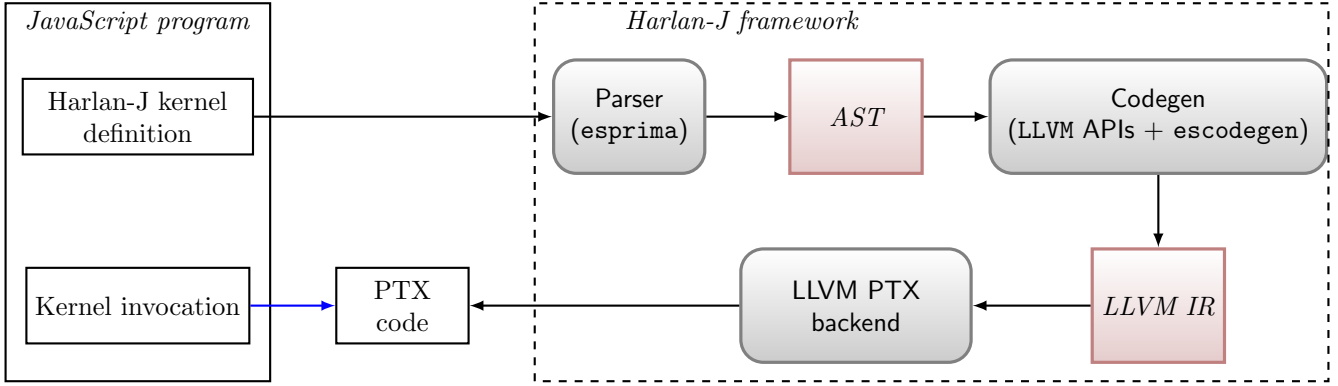 JavaScript program
Harlan-J framework
Harlan-J kernel
definition
Parser
(esprima)
AST
Codegen
(LLVM APIs + escodegen)
Kernel invocation
PTX
code
LLVM PTX
backend
LLVM IR